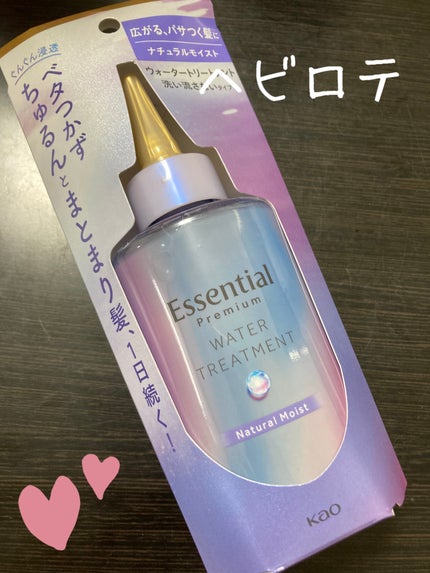 広がる、パサつく髪に
ナチュラルモイスト
ウォータートリートメント
洗い流さないタイプ
ヘビロテ
ぐんぐん浸透
ベタつかず
ちゅるんとまとまり髪、1日続く!
Essential
Premium
WATER
TREATMENT
Natural Moist
Kao